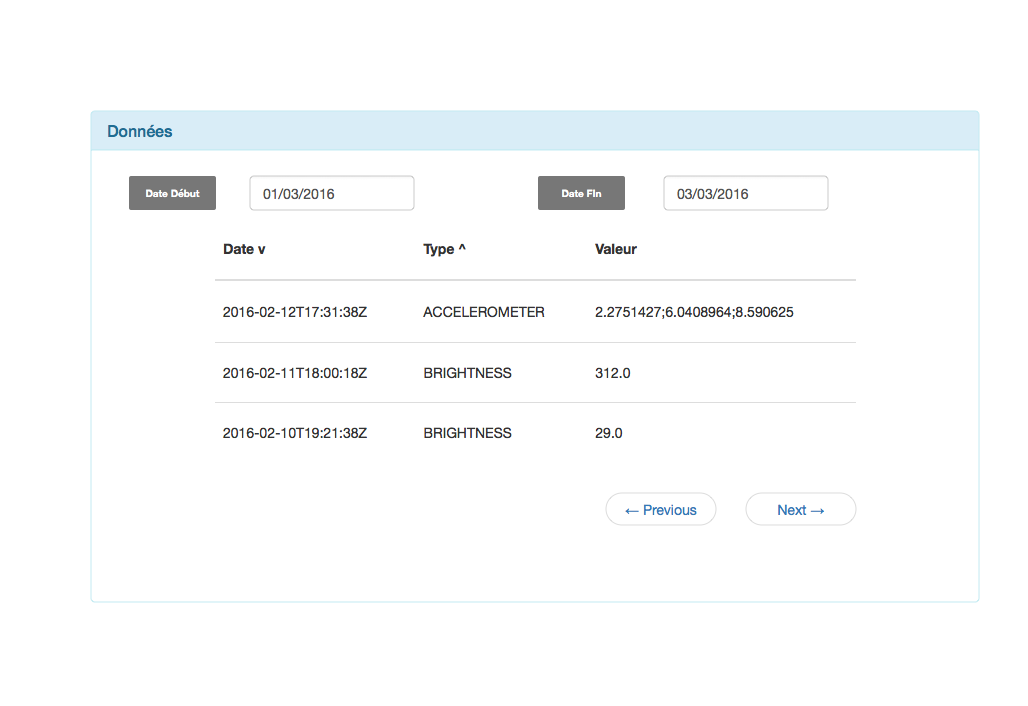 Données
Date Début 01/03/2016 Date FIn 03/03/2016
Date v Type ^ Valeur
2016-02-12T17:31:38Z ACCELEROMETER 2.2751427;6.0408964;8.590625
2016-02-11T18:00:18Z BRIGHTNESS 312.0
2016-02-10T19:21:38Z BRIGHTNESS 29.0
← Previous Next →